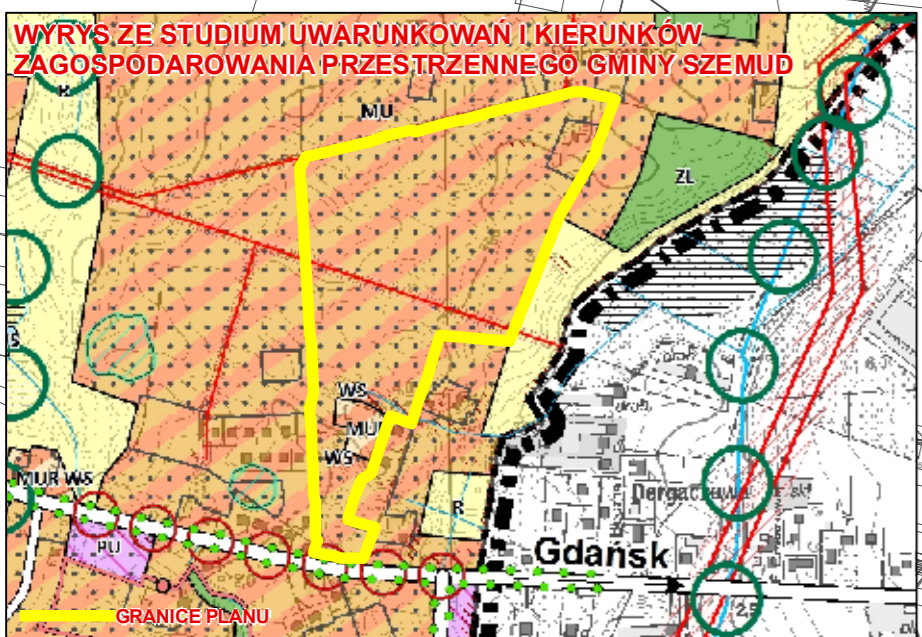 WYRYS ZE STUDIUM UWARUNKOWAŃ I KIERUNKÓW
ZAGOSPODAROWANIA PRZESTRZENNEGO GMINY SZEMUD
MU
ZL
WS
WS
MUR WS
R
PU
Gdańsk
GRANICE PLANU